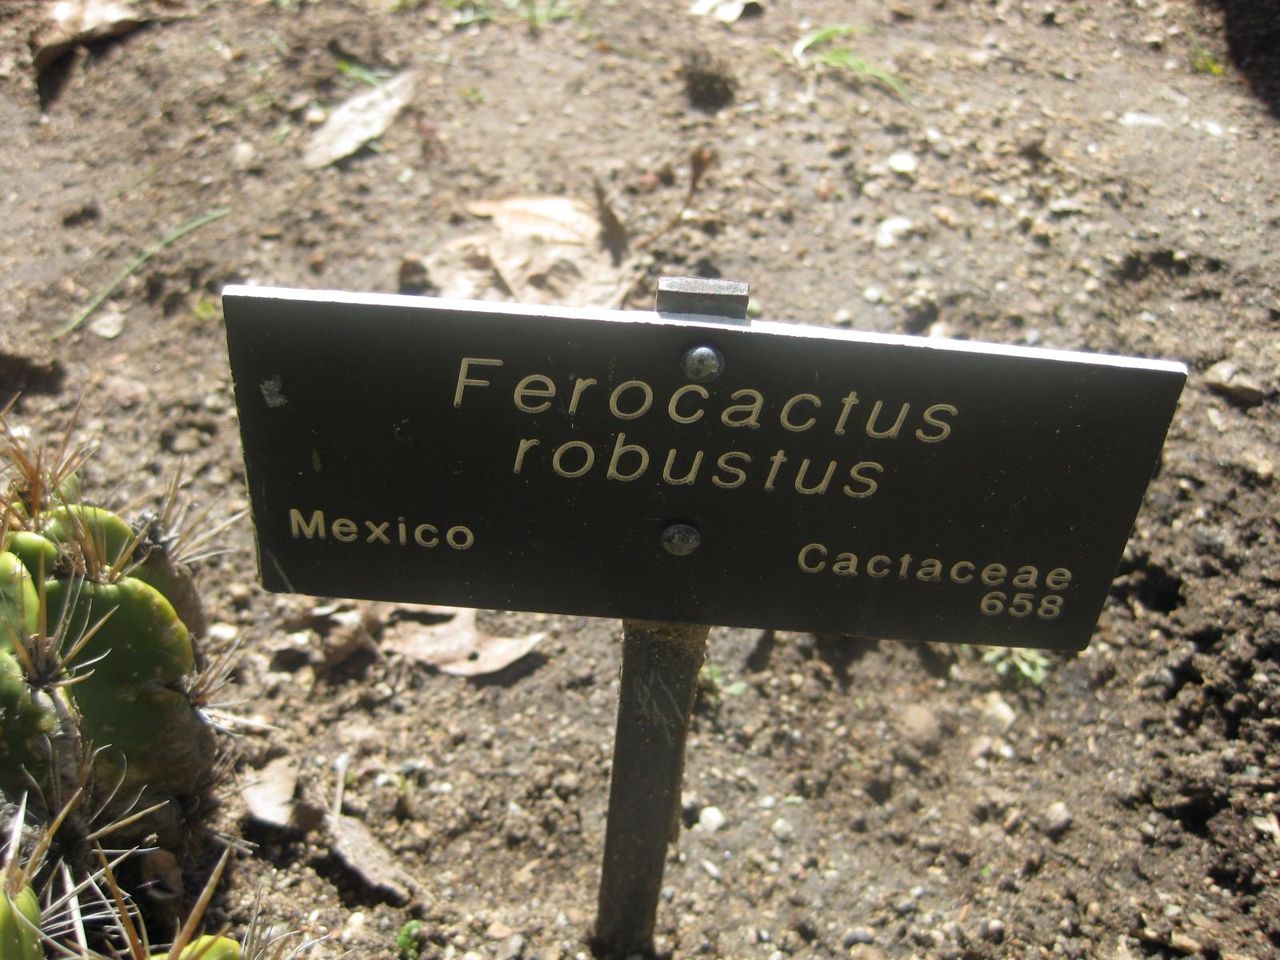 Ferocactus
robustus
Mexico
Cactaceae
658